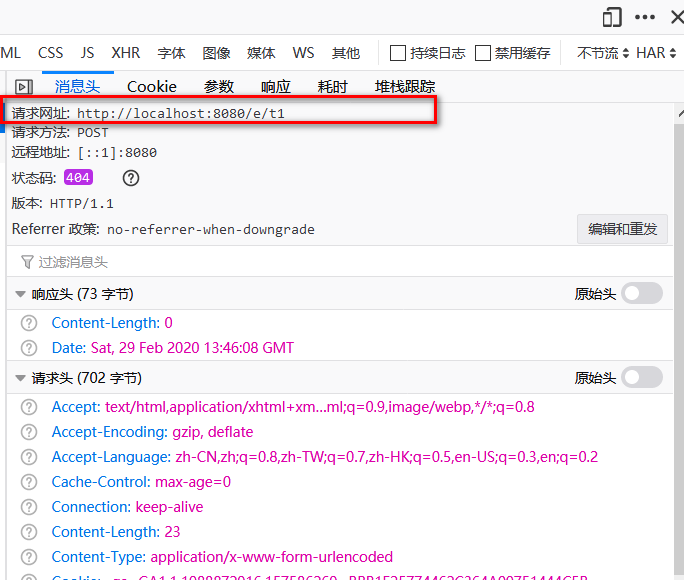 ML CSS JS XHR 字体 图像 媒体 WS 其他 持续日志 禁用缓存 不节流 HAR
消息头 Cookie 参数 响应 耗时 堆栈跟踪
请求网址: http://localhost:8080/e/t1
请求方法: POST
远程地址: [::1]:8080
状态码: 404
版本: HTTP/1.1
Referrer 政策: no-referrer-when-downgrade 编辑和重发
过滤消息头
响应头 (73 字节) 原始头
Content-Length: 0
Date: Sat, 29 Feb 2020 13:46:08 GMT
请求头 (702 字节) 原始头
Accept: text/html,application/xhtml+xm…ml;q=0.9,image/webp,*/*;q=0.8
Accept-Encoding: gzip, deflate
Accept-Language: zh-CN,zh;q=0.8,zh-TW;q=0.7,zh-HK;q=0.5,en-US;q=0.3,en;q=0.2
Cache-Control: max-age=0
Connection: keep-alive
Content-Length: 23
Content-Type: application/x-www-form-urlencoded